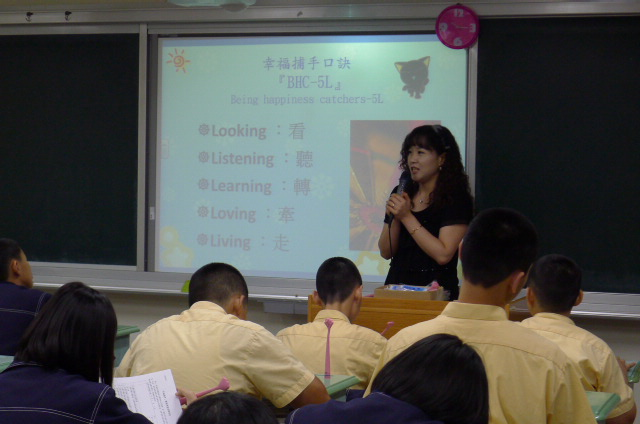 幸福捕手口訣
『BHC-5L』
Being happiness catchers-5L
Looking：看
Listening：聽
Learning：轉
Loving：牽
Living：走